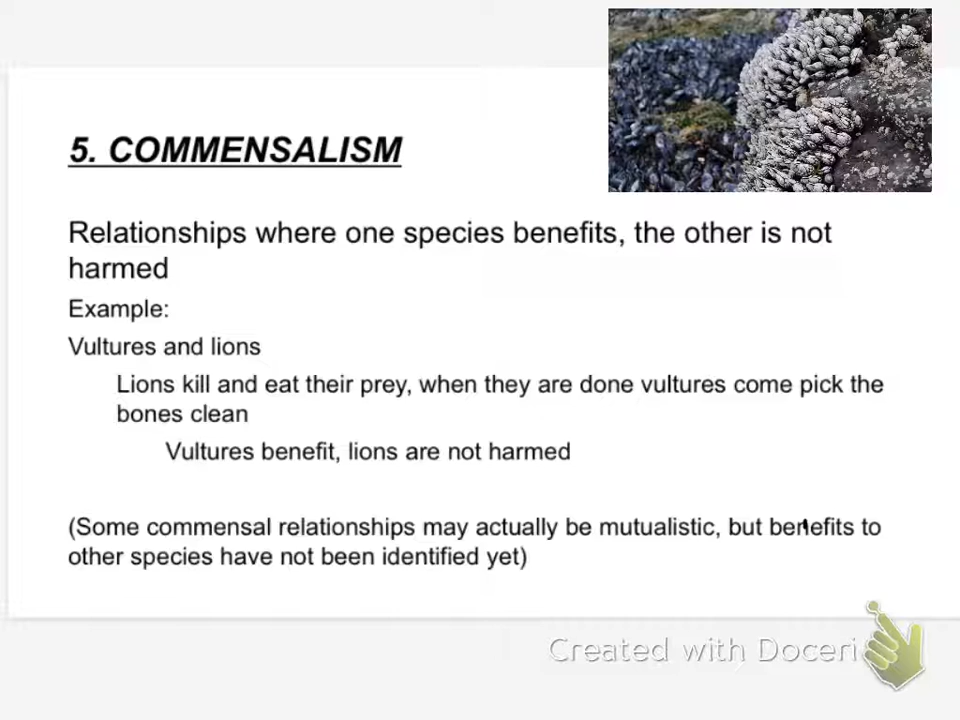 5. COMMENSALISM
Relationships where one species benefits, the other is not
harmed
Example:
Vultures and lions
Lions kill and eat their prey, when they are done vultures come pick the
bones clean
Vultures benefit, lions are not harmed
(Some commensal relationships may actually be mutualistic, but benefits to
other species have not been identified yet)
Created with Doceri